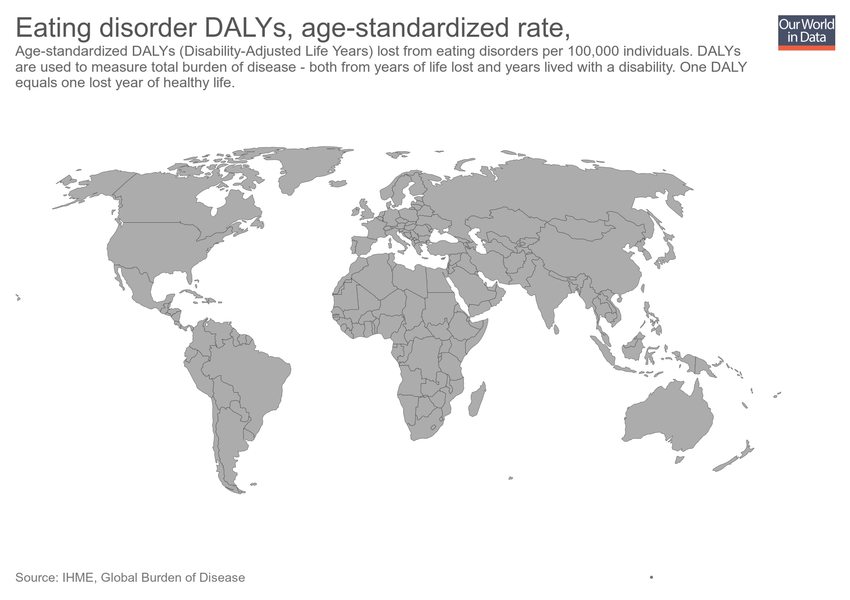 Eating disorder DALYs, age-standardized rate,
Our World
in Data
Age-standardized DALYs (Disability-Adjusted Life Years) lost from eating disorders per 100,000 individuals. DALYs
are used to measure total burden of disease - both from years of life lost and years lived with a disability. One DALY
equals one lost year of healthy life.
Source: IHME, Global Burden of Disease
•